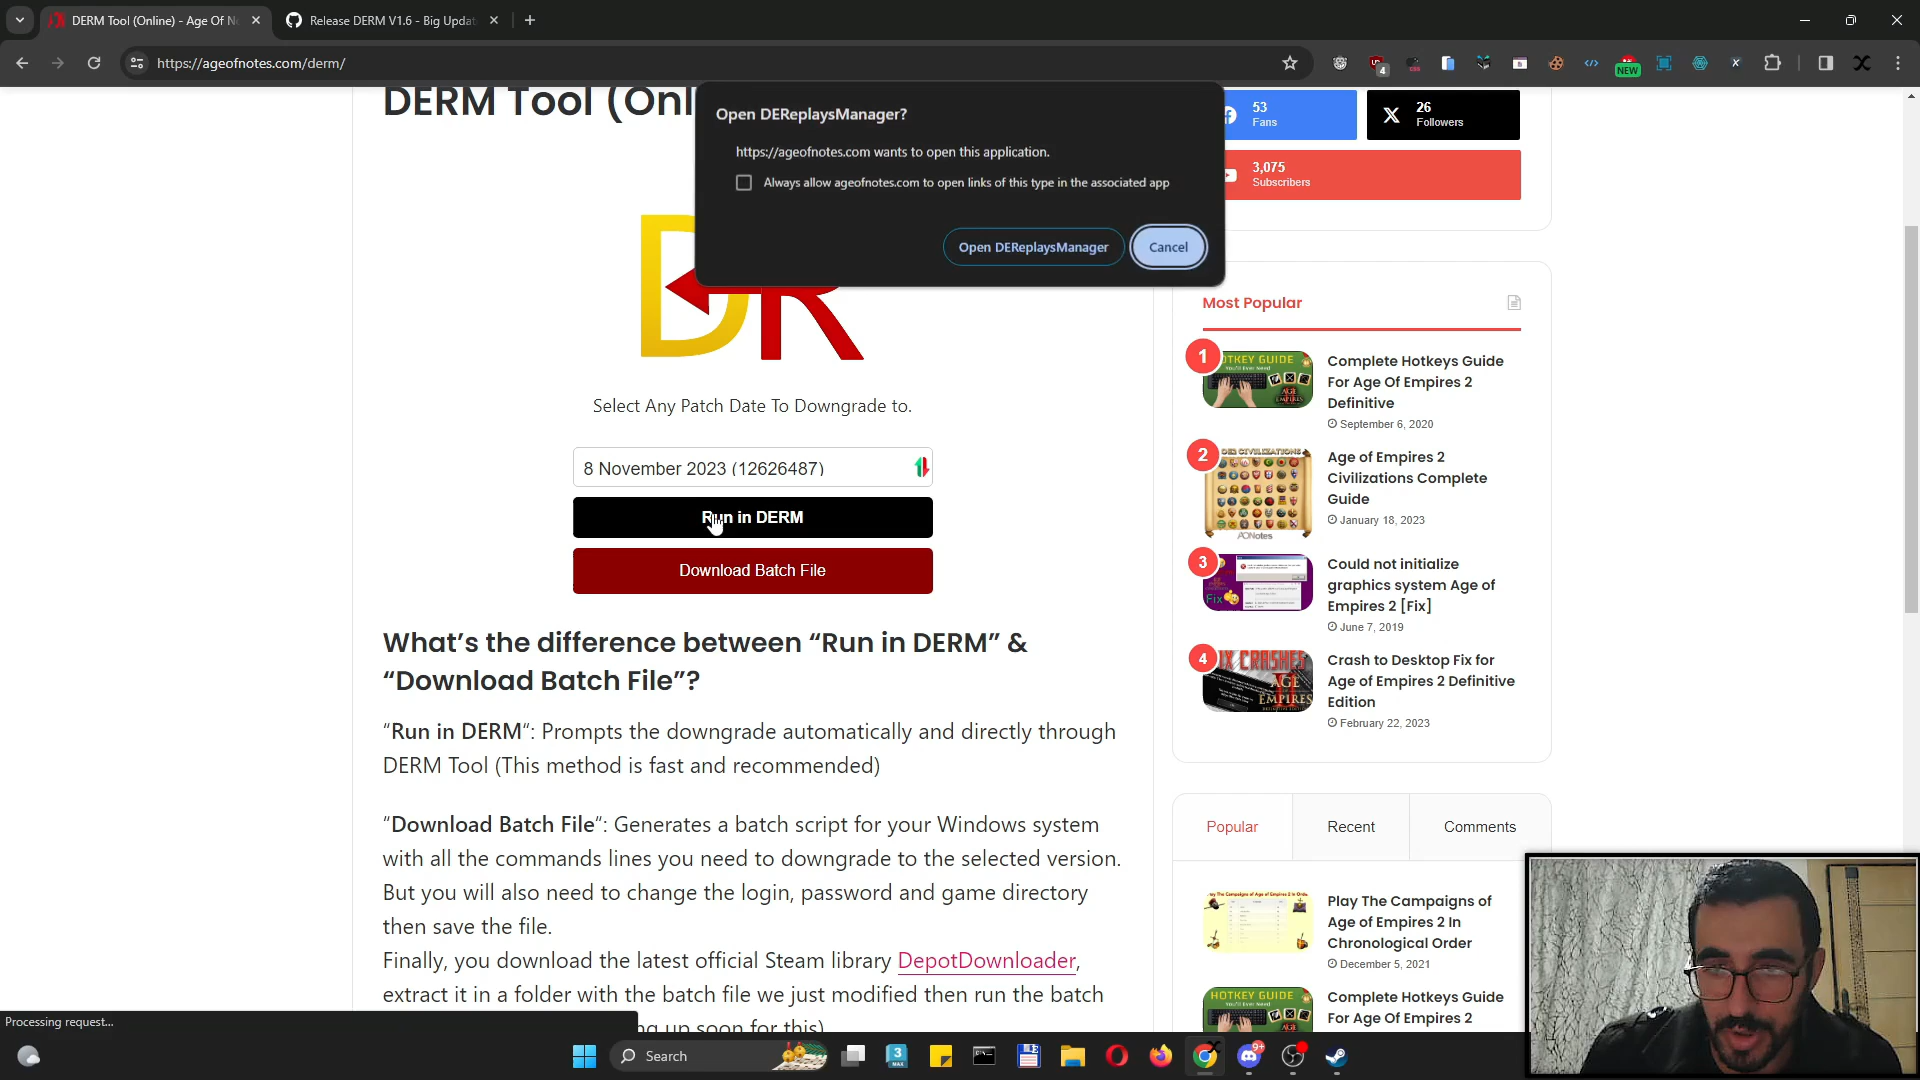 DERM Tool (Online) - Age Of N
Release DERM V1.6 - Big Updat
https://ageofnotes.com/derm/
4
NEW
DERM Tool (Onl
Open DEReplaysManager?
https://ageofnotes.com wants to open this application.
Always allow ageofnotes.com to open links of this type in the associated app
Open DEReplaysManager
Cancel
53
Fans
26
Followers
3,075
Subscribers
DR
Select Any Patch Date To Downgrade to.
8 November 2023 (12626487)
Run in DERM
Download Batch File
What's the difference between “Run in DERM” &
“Download Batch File”?
“Run in DERM“: Prompts the downgrade automatically and directly through
DERM Tool (This method is fast and recommended)
“Download Batch File“: Generates a batch script for your Windows system
with all the commands lines you need to downgrade to the selected version.
But you will also need to change the login, password and game directory
then save the file.
Finally, you download the latest official Steam library DepotDownloader,
extract it in a folder with the batch file we just modified then run the batch
ng up soon for this)
Most Popular
1
Complete Hotkeys Guide
For Age Of Empires 2
Definitive
September 6, 2020
2
Age of Empires 2
Civilizations Complete
Guide
January 18, 2023
3
Could not initialize
graphics system Age of
Empires 2 [Fix]
June 7, 2019
4
Crash to Desktop Fix for
Age of Empires 2 Definitive
Edition
February 22, 2023
Popular
Recent
Comments
Play The Campaigns of
Age of Empires 2 In
Chronological Order
December 5, 2021
Complete Hotkeys Guide
For Age Of Empires 2
Processing request...
Search